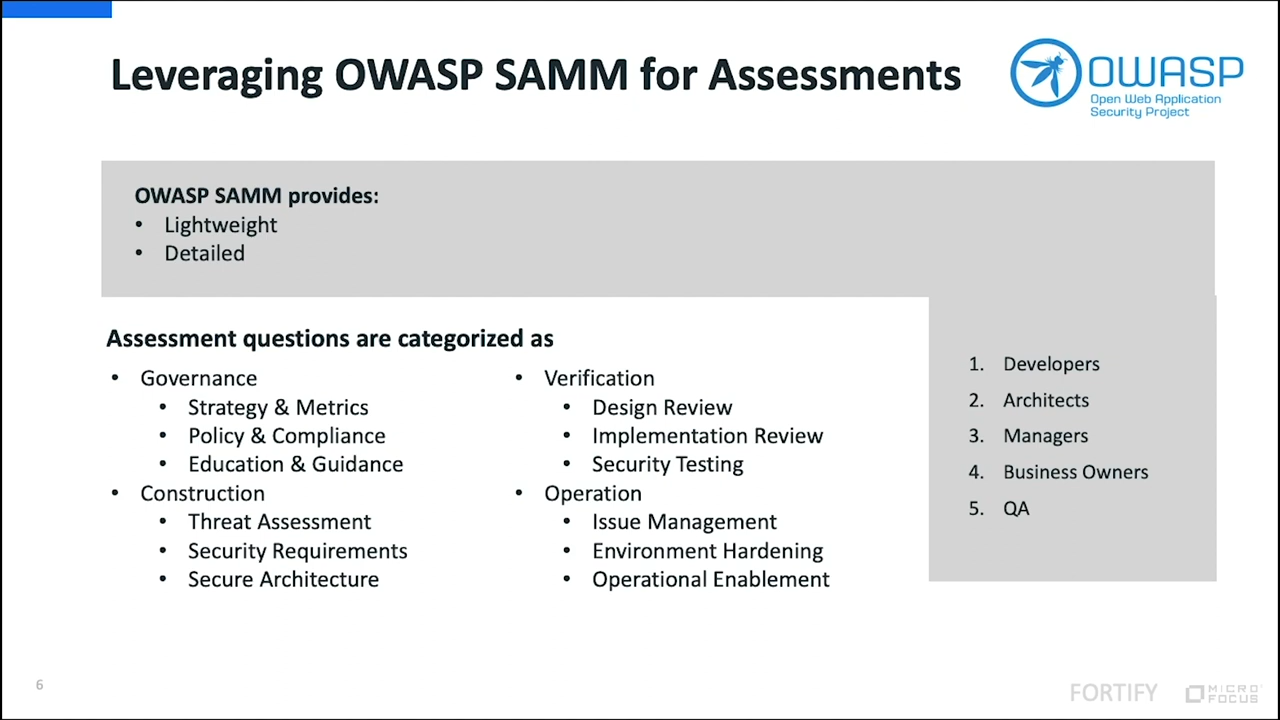 Leveraging OWASP SAMM for Assessments
OWASP
Open Web Application
Security Project
OWASP SAMM provides:
• Lightweight
• Detailed
Assessment questions are categorized as
• Governance
• Strategy & Metrics
• Policy & Compliance
• Education & Guidance
• Construction
• Threat Assessment
• Security Requirements
• Secure Architecture
• Verification
• Design Review
• Implementation Review
• Security Testing
• Operation
• Issue Management
• Environment Hardening
• Operational Enablement
1. Developers
2. Architects
3. Managers
4. Business Owners
5. QA
6
FORTIFY
MICRO
FOCUS